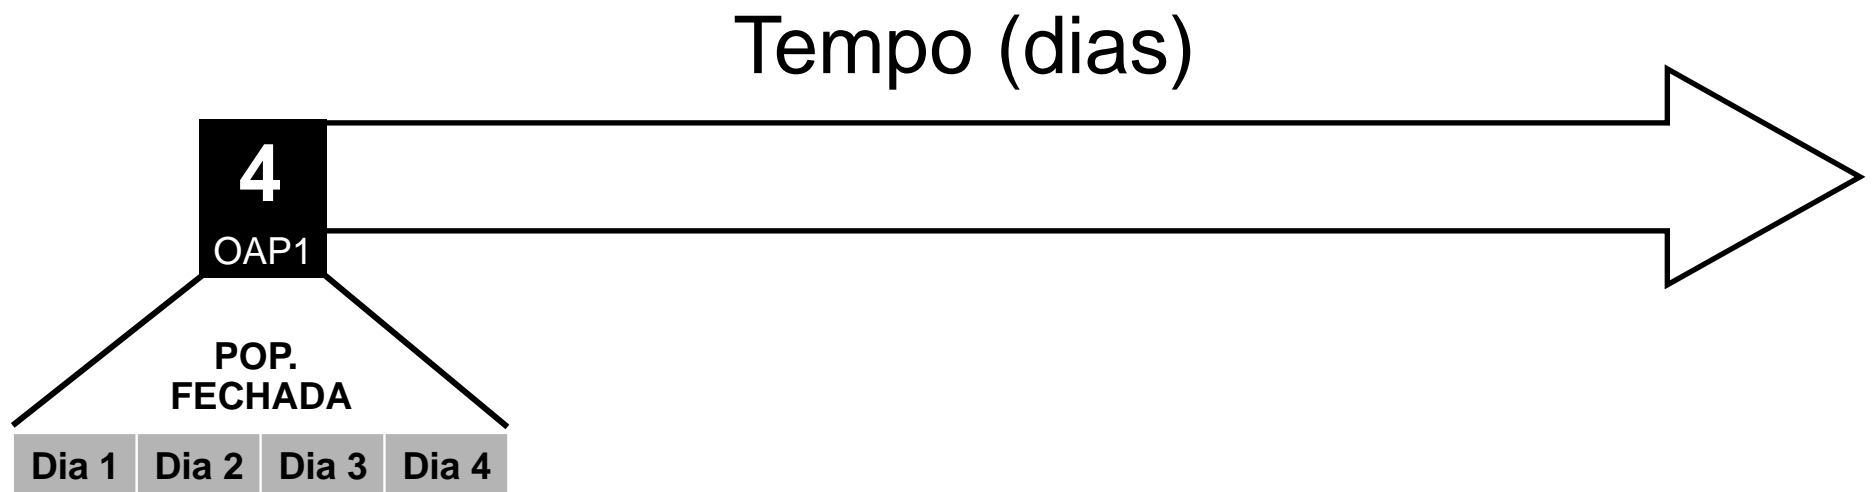 Tempo (dias)
4
OAP1
POP.
FECHADA
Dia 1 Dia 2 Dia 3 Dia 4